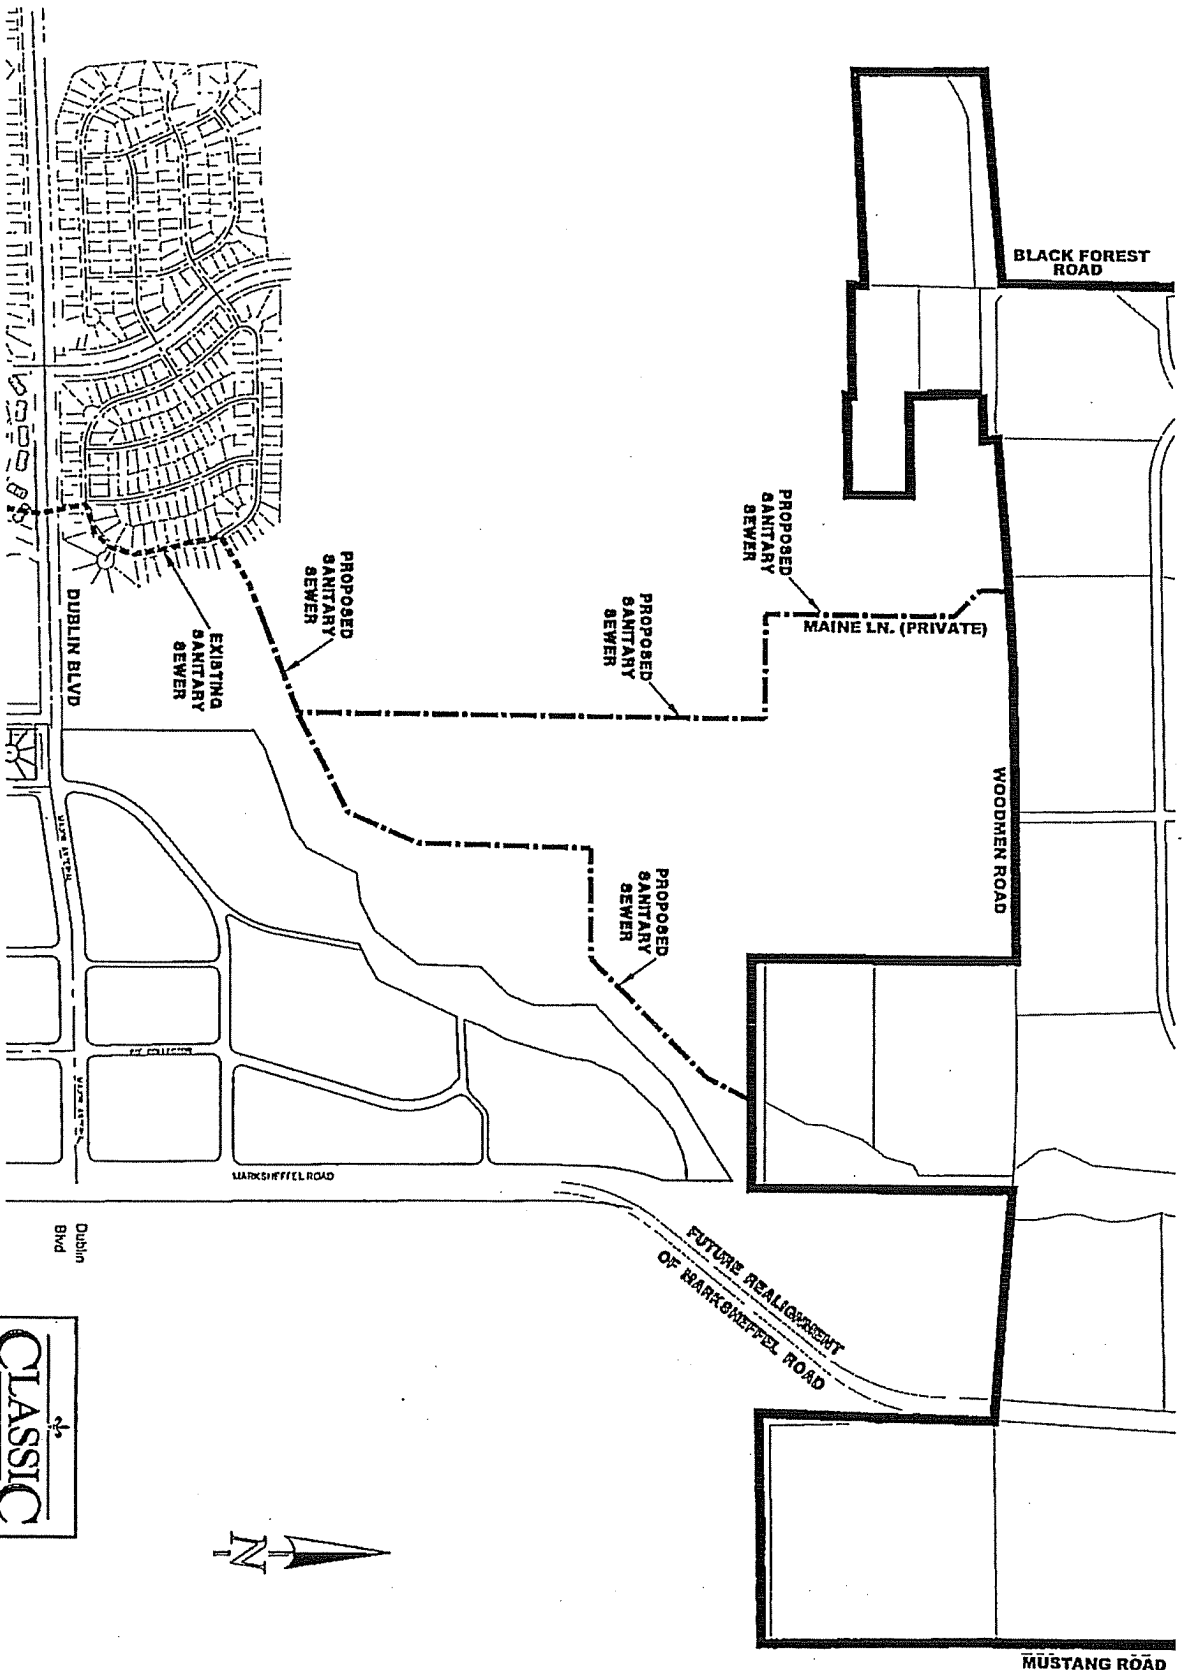 BLACK FOREST
ROAD
PROPOSED
SANITARY
SEWER
MAINE LN. (PRIVATE)
PROPOSED
SANITARY
SEWER
PROPOSED
SANITARY
SEWER
EXISTING
SANITARY
SEWER
DUBLIN BLVD
WOODMEN ROAD
PROPOSED
SANITARY
SEWER
MARKSHEFFEL ROAD
Dublin
Blvd
FUTURE REALIGNMENT
OF MARKSHEFFEL ROAD
CLASSIC
N
MUSTANG ROAD